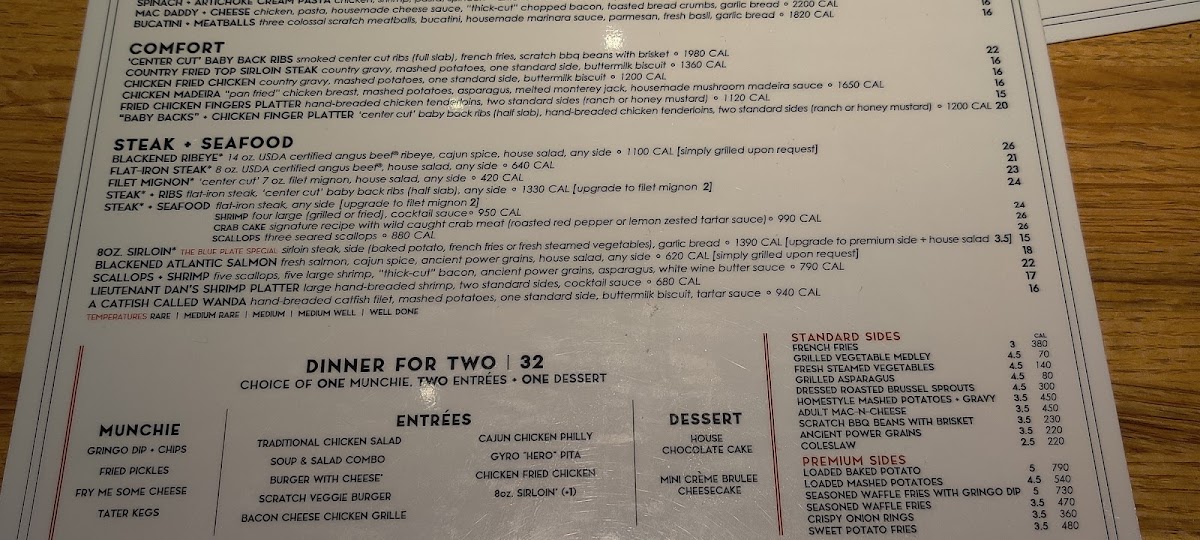 SPINACH + ARTICHOKE CREAM PASTA chicken, shrimp,
MAC DADDY + CHEESE chicken, pasta, housemade cheese sauce, "thick-cut" chopped bacon, toasted bread crumbs, garlic bread ° 2200 CAL 16
BUCATINI + MEATBALLS three colossal scratch meatballs, bucatini, housemade marinara sauce, parmesan, fresh basil, garlic bread ° 1820 CAL 16
COMFORT
'CENTER CUT' BABY BACK RIBS smoked center cut ribs (full slab), french fries, scratch bbq beans with brisket ° 1980 CAL 22
COUNTRY FRIED TOP SIRLOIN STEAK country gravy, mashed potatoes, one standard side, buttermilk biscuit ° 1360 CAL 16
CHICKEN FRIED CHICKEN country gravy, mashed potatoes, one standard side, buttermilk biscuit ° 1200 CAL 16
CHICKEN MADEIRA "pan fried" chicken breast, mashed potatoes, asparagus, melted monterey jack, housemade mushroom madeira sauce ° 1650 CAL 16
FRIED CHICKEN FINGERS PLATTER hand-breaded chicken tenderloins, two standard sides (ranch or honey mustard) ° 1120 CAL 15
"BABY BACKS" + CHICKEN FINGER PLATTER 'center cut' baby back ribs (half slab), hand-breaded chicken tenderloins, two standard sides (ranch or honey mustard) ° 1200 CAL 20
STEAK + SEAFOOD
BLACKENED RIBEYE* 14 oz. USDA certified angus beef® ribeye, cajun spice, house salad, any side ° 1100 CAL [simply grilled upon request] 26
FLAT-IRON STEAK* 8 oz. USDA certified angus beef®, house salad, any side ° 640 CAL 21
FILET MIGNON* 'center cut' 7 oz. filet mignon, house salad, any side ° 420 CAL 23
STEAK* + RIBS flat-iron steak, 'center cut' baby back ribs (half slab), any side ° 1330 CAL [upgrade to filet mignon 2] 24
STEAK* + SEAFOOD flat-iron steak, any side [upgrade to filet mignon 2]
SHRIMP four large (grilled or fried), cocktail sauce ° 950 CAL 24
CRAB CAKE signature recipe with wild caught crab meat (roasted red pepper or lemon zested tartar sauce) ° 990 CAL 26
SCALLOPS three seared scallops ° 880 CAL 26
8OZ. SIRLOIN* THE BLUE PLATE SPECIAL sirloin steak, side (baked potato, french fries or fresh steamed vegetables), garlic bread ° 1390 CAL [upgrade to premium side + house salad 3.5] 15
BLACKENED ATLANTIC SALMON fresh salmon, cajun spice, ancient power grains, house salad, any side ° 620 CAL [simply grilled upon request] 18
SCALLOPS + SHRIMP five scallops, five large shrimp, "thick-cut" bacon, ancient power grains, asparagus, white wine butter sauce ° 790 CAL 22
LIEUTENANT DAN'S SHRIMP PLATTER large hand-breaded shrimp, two standard sides, cocktail sauce ° 680 CAL 17
A CATFISH CALLED WANDA hand-breaded catfish filet, mashed potatoes, one standard side, buttermilk biscuit, tartar sauce ° 940 CAL 16
TEMPERATURES RARE | MEDIUM RARE | MEDIUM | MEDIUM WELL | WELL DONE
DINNER FOR TWO | 32
CHOICE OF ONE MUNCHIE, TWO ENTRÉES + ONE DESSERT
MUNCHIE
GRINGO DIP + CHIPS
FRIED PICKLES
FRY ME SOME CHEESE
TATER KEGS
ENTRÉES
TRADITIONAL CHICKEN SALAD
SOUP & SALAD COMBO
BURGER WITH CHEESE*
SCRATCH VEGGIE BURGER
BACON CHEESE CHICKEN GRILLE
CAJUN CHICKEN PHILLY
GYRO "HERO" PITA
CHICKEN FRIED CHICKEN
8oz. SIRLOIN* (+1)
DESSERT
HOUSE
CHOCOLATE CAKE
MINI CRÈME BRULEE
CHEESECAKE
STANDARD SIDES CAL
FRENCH FRIES 3 380
GRILLED VEGETABLE MEDLEY 4.5 70
FRESH STEAMED VEGETABLES 4.5 140
GRILLED ASPARAGUS 4.5 80
DRESSED ROASTED BRUSSEL SPROUTS 4.5 300
HOMESTYLE MASHED POTATOES + GRAVY 3.5 450
ADULT MAC-N-CHEESE 3.5 450
SCRATCH BBQ BEANS WITH BRISKET 3.5 230
ANCIENT POWER GRAINS 3.5 220
COLESLAW 2.5 220
PREMIUM SIDES
LOADED BAKED POTATO 5 790
LOADED MASHED POTATOES 4.5 540
SEASONED WAFFLE FRIES WITH GRINGO DIP 5 730
SEASONED WAFFLE FRIES 3.5 470
CRISPY ONION RINGS 3.5 360
SWEET POTATO FRIES 3.5 480